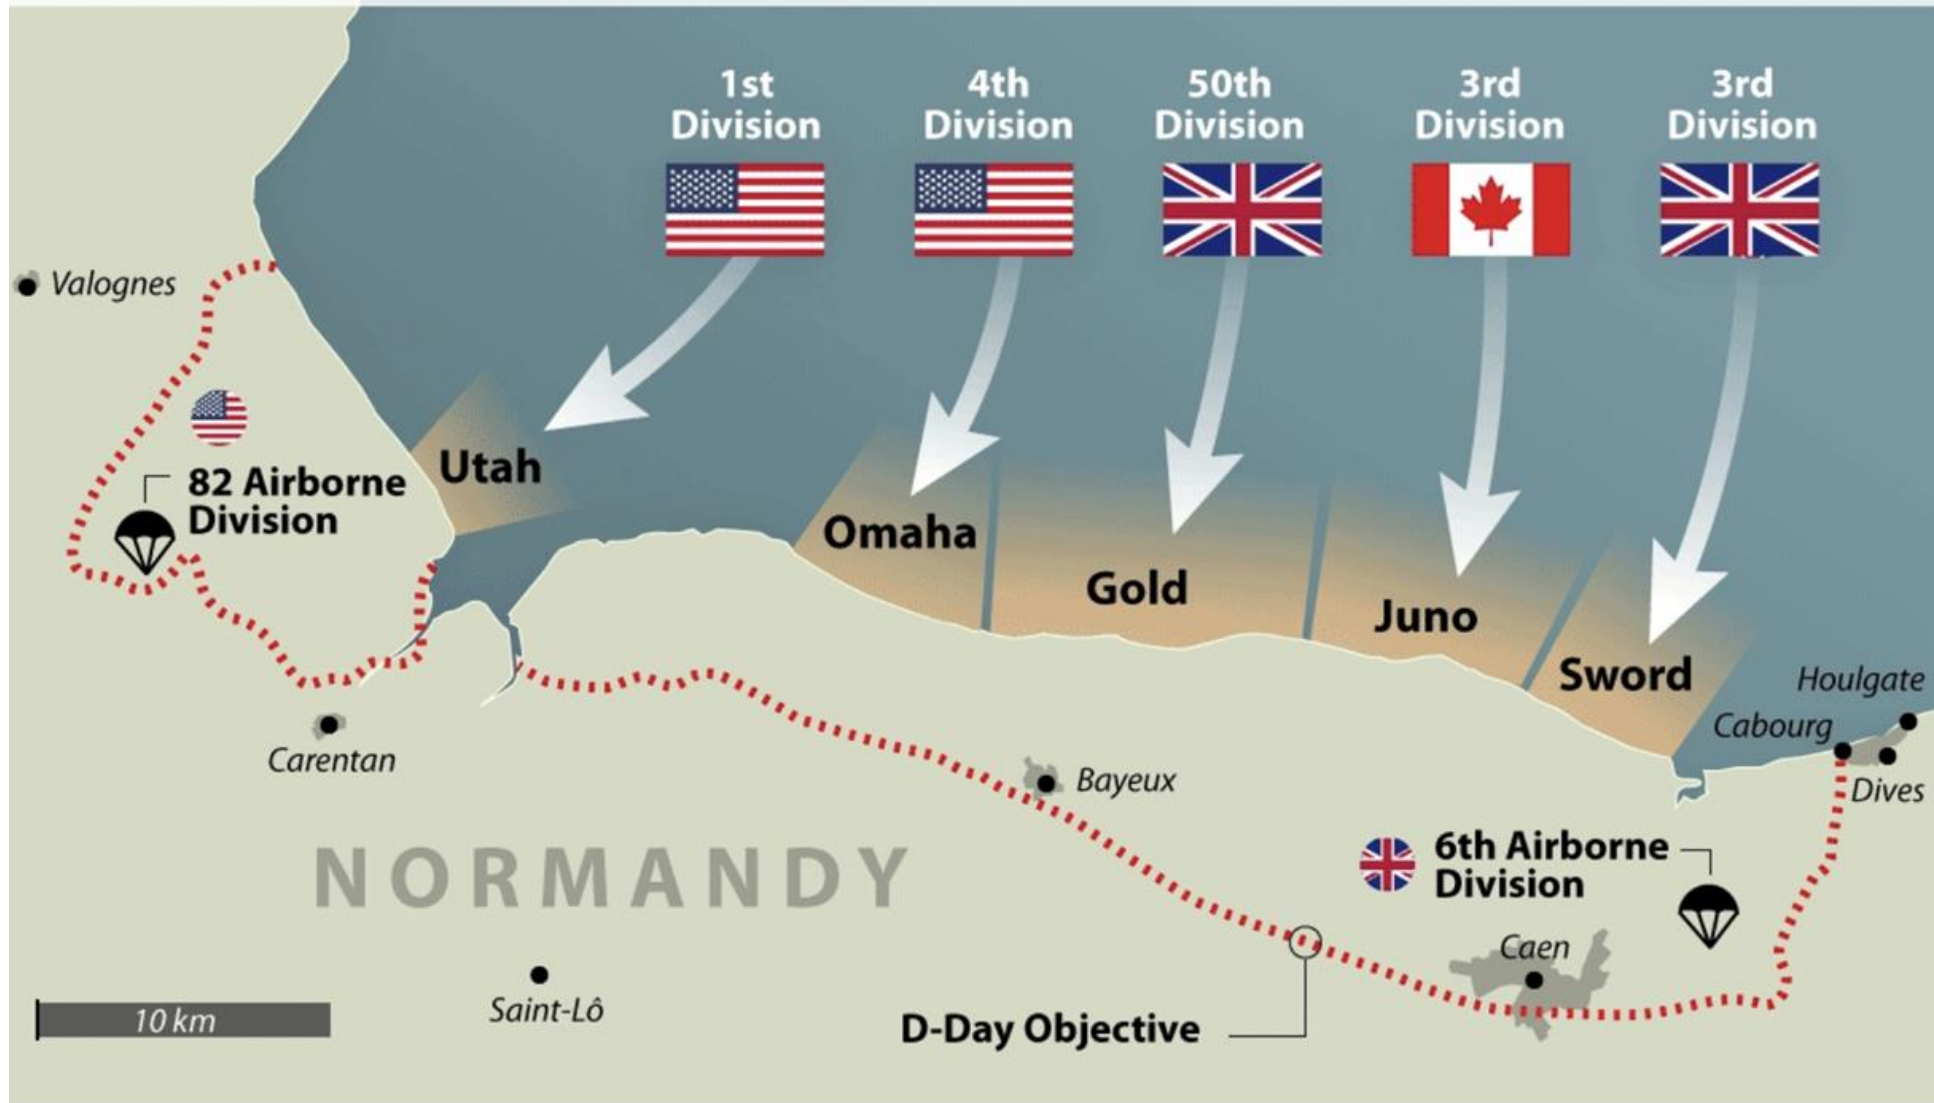 1st
Division
4th
Division
50th
Division
3rd
Division
3rd
Division
Valognes
82 Airborne
Division
Utah
Omaha
Gold
Juno
Sword
Houlgate
Cabourg
Dives
Carentan
Bayeux
NORMANDY
6th Airborne
Division
Caen
Saint-Lô
D-Day Objective
10 km